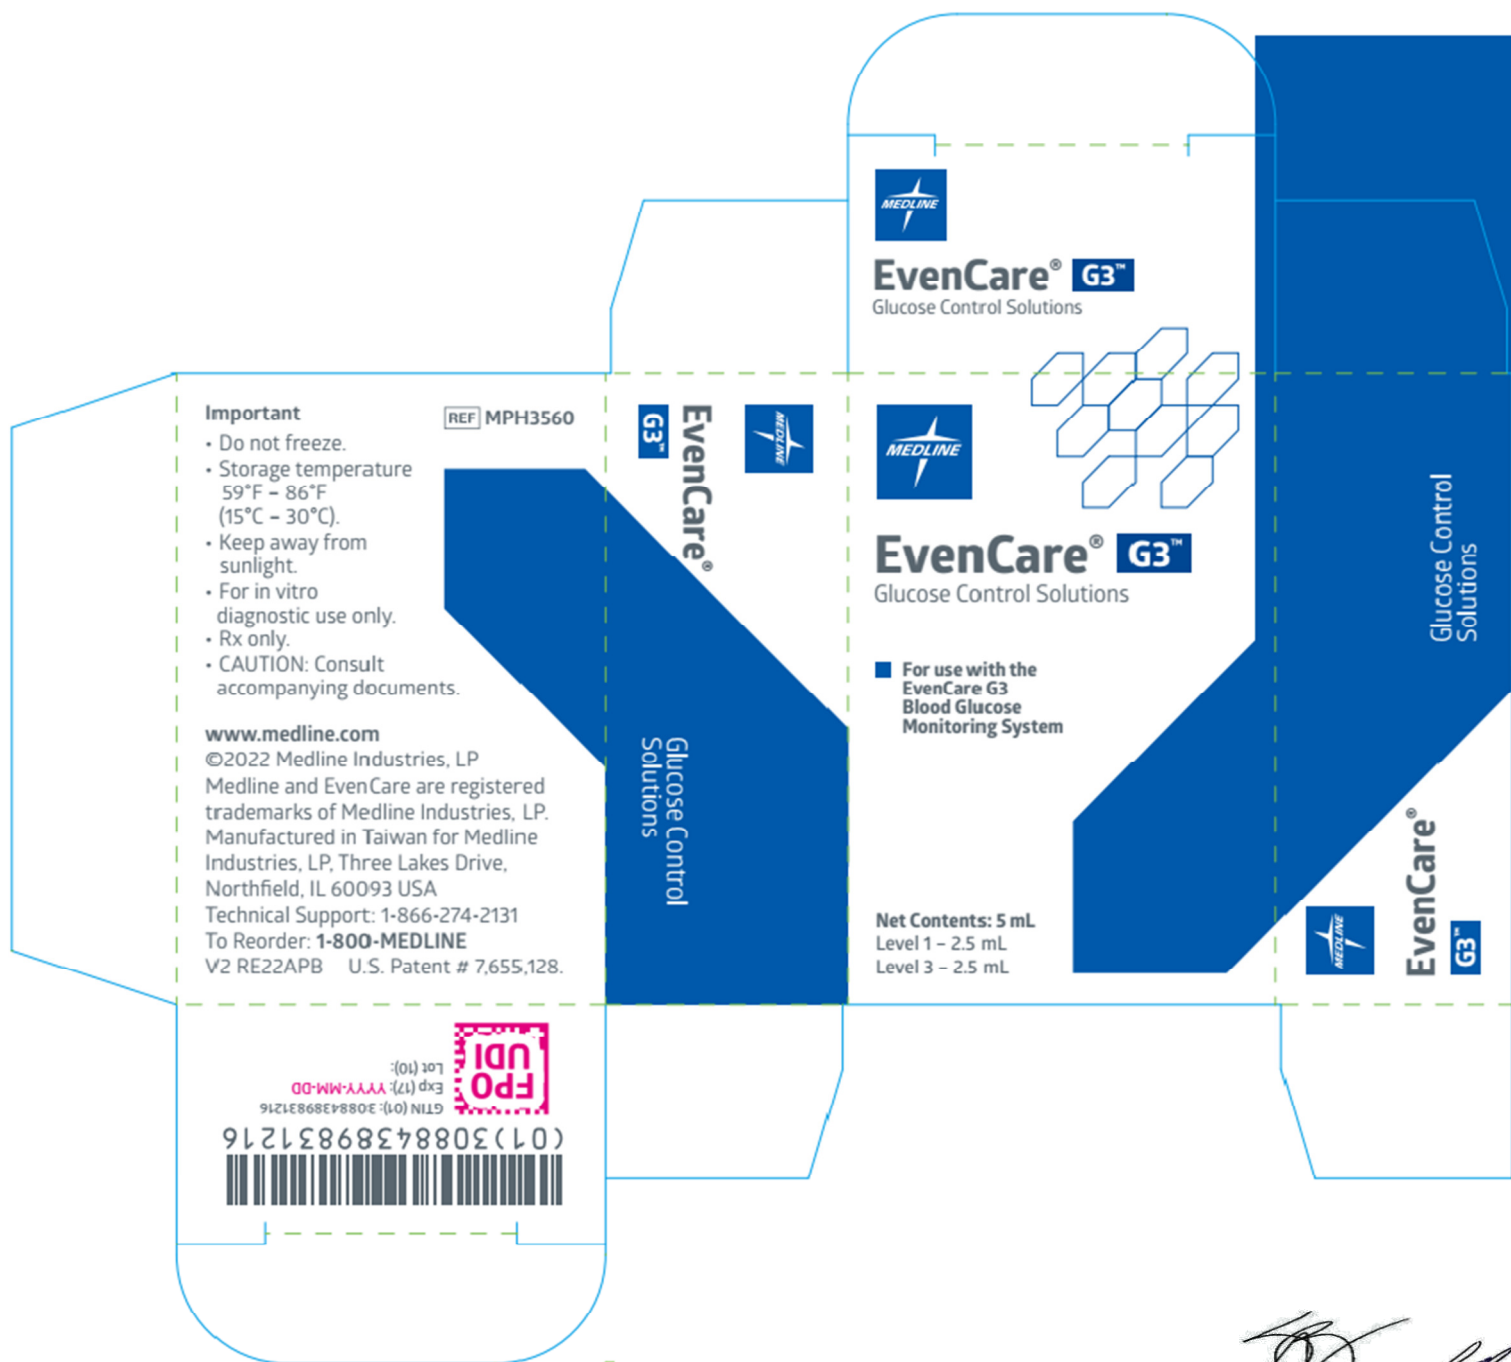 MEDLINE
EvenCare® G3™
Glucose Control Solutions
Important
• Do not freeze.
• Storage temperature
59°F – 86°F
(15°C – 30°C).
• Keep away from
sunlight.
• For in vitro
diagnostic use only.
• Rx only.
• CAUTION: Consult
accompanying documents.
REF MPH3560
www.medline.com
©2022 Medline Industries, LP
Medline and EvenCare are registered
trademarks of Medline Industries, LP.
Manufactured in Taiwan for Medline
Industries, LP, Three Lakes Drive,
Northfield, IL 60093 USA
Technical Support: 1-866-274-2131
To Reorder: 1-800-MEDLINE
V2 RE22APB U.S. Patent # 7,655,128.
MEDLINE
EvenCare®
G3™
Glucose Control
Solutions
MEDLINE
EvenCare® G3™
Glucose Control Solutions
For use with the
EvenCare G3
Blood Glucose
Monitoring System
Net Contents: 5 mL
Level 1 – 2.5 mL
Level 3 – 2.5 mL
Glucose Control
Solutions
MEDLINE
EvenCare®
G3™
(01)30884389831216
GTIN (01): 30884389831216
Exp (17): YYYY-MM-DD
Lot (10):
FPO
UDI